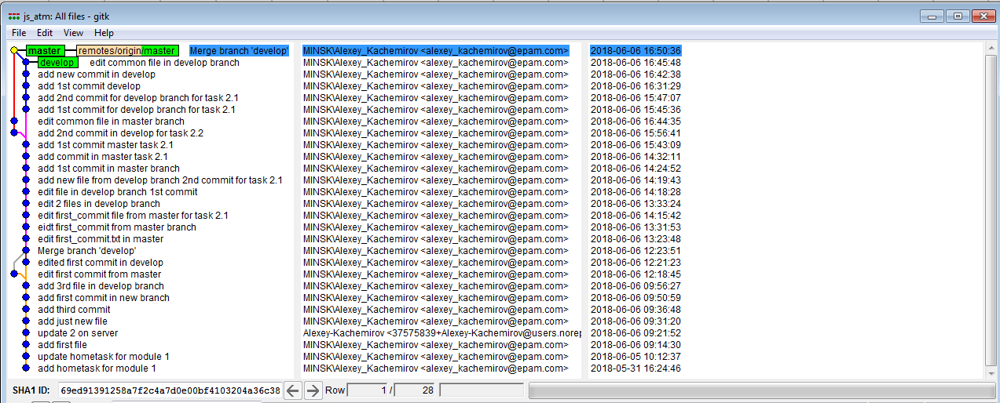 js_atm: All files - gitk
File Edit View Help
master remotes/origin/master Merge branch 'develop' MINSK\Alexey_Kachemirov <alexey_kachemirov@epam.com> 2018-06-06 16:50:36
develop edit common file in develop branch MINSK\Alexey_Kachemirov <alexey_kachemirov@epam.com> 2018-06-06 16:45:48
add new commit in develop MINSK\Alexey_Kachemirov <alexey_kachemirov@epam.com> 2018-06-06 16:42:38
add 1st commit develop MINSK\Alexey_Kachemirov <alexey_kachemirov@epam.com> 2018-06-06 16:31:29
add 2nd commit for develop branch for task 2.1 MINSK\Alexey_Kachemirov <alexey_kachemirov@epam.com> 2018-06-06 15:47:07
add 1st commit for develop branch for task 2.1 MINSK\Alexey_Kachemirov <alexey_kachemirov@epam.com> 2018-06-06 15:45:36
edit common file in master branch MINSK\Alexey_Kachemirov <alexey_kachemirov@epam.com> 2018-06-06 16:44:35
add 2nd commit in develop for task 2.2 MINSK\Alexey_Kachemirov <alexey_kachemirov@epam.com> 2018-06-06 15:56:41
add 1st commit master task 2.1 MINSK\Alexey_Kachemirov <alexey_kachemirov@epam.com> 2018-06-06 15:43:09
add commit in master task 2.1 MINSK\Alexey_Kachemirov <alexey_kachemirov@epam.com> 2018-06-06 14:32:11
add 1st commit in master branch MINSK\Alexey_Kachemirov <alexey_kachemirov@epam.com> 2018-06-06 14:24:52
add new file from develop branch 2nd commit for task 2.1 MINSK\Alexey_Kachemirov <alexey_kachemirov@epam.com> 2018-06-06 14:19:43
edit file in develop branch 1st commit MINSK\Alexey_Kachemirov <alexey_kachemirov@epam.com> 2018-06-06 14:18:28
edit 2 files in develop branch MINSK\Alexey_Kachemirov <alexey_kachemirov@epam.com> 2018-06-06 13:33:24
edit first_commit file from master for task 2.1 MINSK\Alexey_Kachemirov <alexey_kachemirov@epam.com> 2018-06-06 14:15:42
eidt first_commit from master branch MINSK\Alexey_Kachemirov <alexey_kachemirov@epam.com> 2018-06-06 13:31:53
edit first_commit.txt in master MINSK\Alexey_Kachemirov <alexey_kachemirov@epam.com> 2018-06-06 13:23:48
Merge branch 'develop' MINSK\Alexey_Kachemirov <alexey_kachemirov@epam.com> 2018-06-06 12:23:51
edited first commit in develop MINSK\Alexey_Kachemirov <alexey_kachemirov@epam.com> 2018-06-06 12:21:23
edit first commit from master MINSK\Alexey_Kachemirov <alexey_kachemirov@epam.com> 2018-06-06 12:18:45
add 3rd file in develop branch MINSK\Alexey_Kachemirov <alexey_kachemirov@epam.com> 2018-06-06 09:56:27
add first commit in new branch MINSK\Alexey_Kachemirov <alexey_kachemirov@epam.com> 2018-06-06 09:50:59
add third commit MINSK\Alexey_Kachemirov <alexey_kachemirov@epam.com> 2018-06-06 09:36:48
add just new file MINSK\Alexey_Kachemirov <alexey_kachemirov@epam.com> 2018-06-06 09:31:20
update 2 on server Alexey-Kachemirov <37575839+Alexey-Kachemirov@users.norep 2018-06-06 09:21:52
add first file MINSK\Alexey_Kachemirov <alexey_kachemirov@epam.com> 2018-06-06 09:14:30
update hometask for module 1 MINSK\Alexey_Kachemirov <alexey_kachemirov@epam.com> 2018-06-05 10:12:37
add hometask for module 1 MINSK\Alexey_Kachemirov <alexey_kachemirov@epam.com> 2018-05-31 16:24:46
SHA1 ID: 69ed91391258a7f2c4a7d0e00bf4103204a36c38 Row 1 / 28